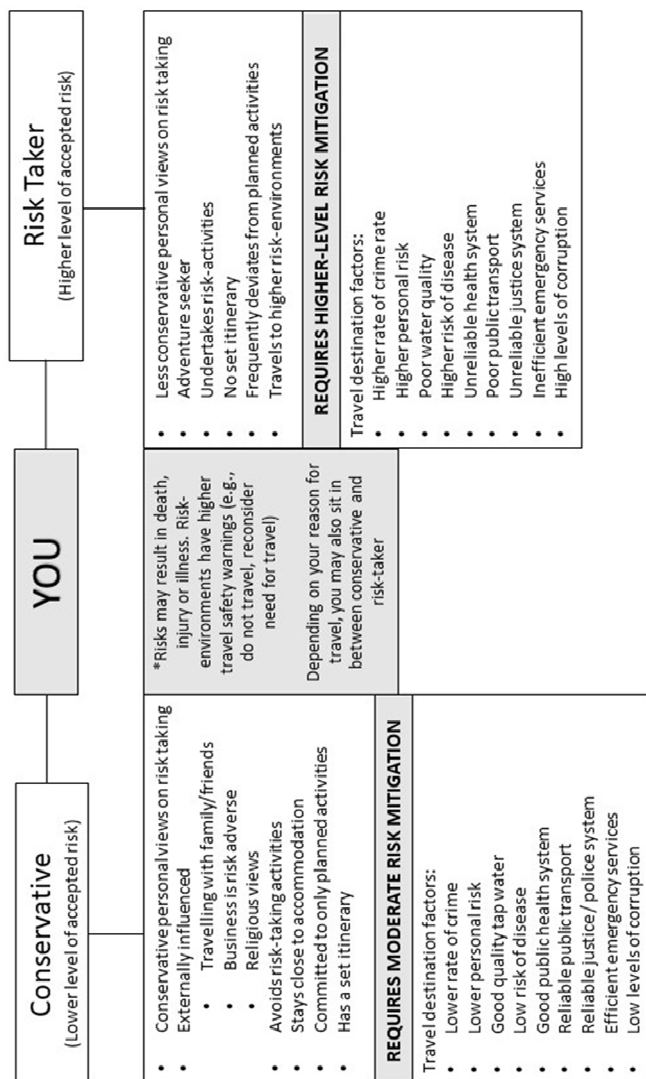 Conservative
(Lower level of accepted risk)
YOU
Risk Taker
(Higher level of accepted risk)
• Conservative personal views on risk taking
• Externally influenced
• Travelling with family/friends
• Business is risk adverse
• Religious views
• Avoids risk-taking activities
• Stays close to accommodation
• Committed to only planned activities
• Has a set itinerary
REQUIRES MODERATE RISK MITIGATION
Travel destination factors:
• Lower rate of crime
• Lower personal risk
• Good quality tap water
• Low risk of disease
• Good public health system
• Reliable public transport
• Reliable justice/ police system
• Efficient emergency services
• Low levels of corruption
*Risks may result in death,
injury or illness. Risk-
environments have higher
travel safety warnings (e.g.,
do not travel, reconsider
need for travel)
Depending on your reason for
travel, you may also sit in
between conservative and
risk-taker
• Less conservative personal views on risk taking
• Adventure seeker
• Undertakes risk-activities
• No set itinerary
• Frequently deviates from planned activities
• Travels to higher risk-environments
REQUIRES HIGHER-LEVEL RISK MITIGATION
Travel destination factors:
• Higher rate of crime rate
• Higher personal risk
• Poor water quality
• Higher risk of disease
• Unreliable health system
• Poor public transport
• Unreliable justice system
• Inefficient emergency services
• High levels of corruption